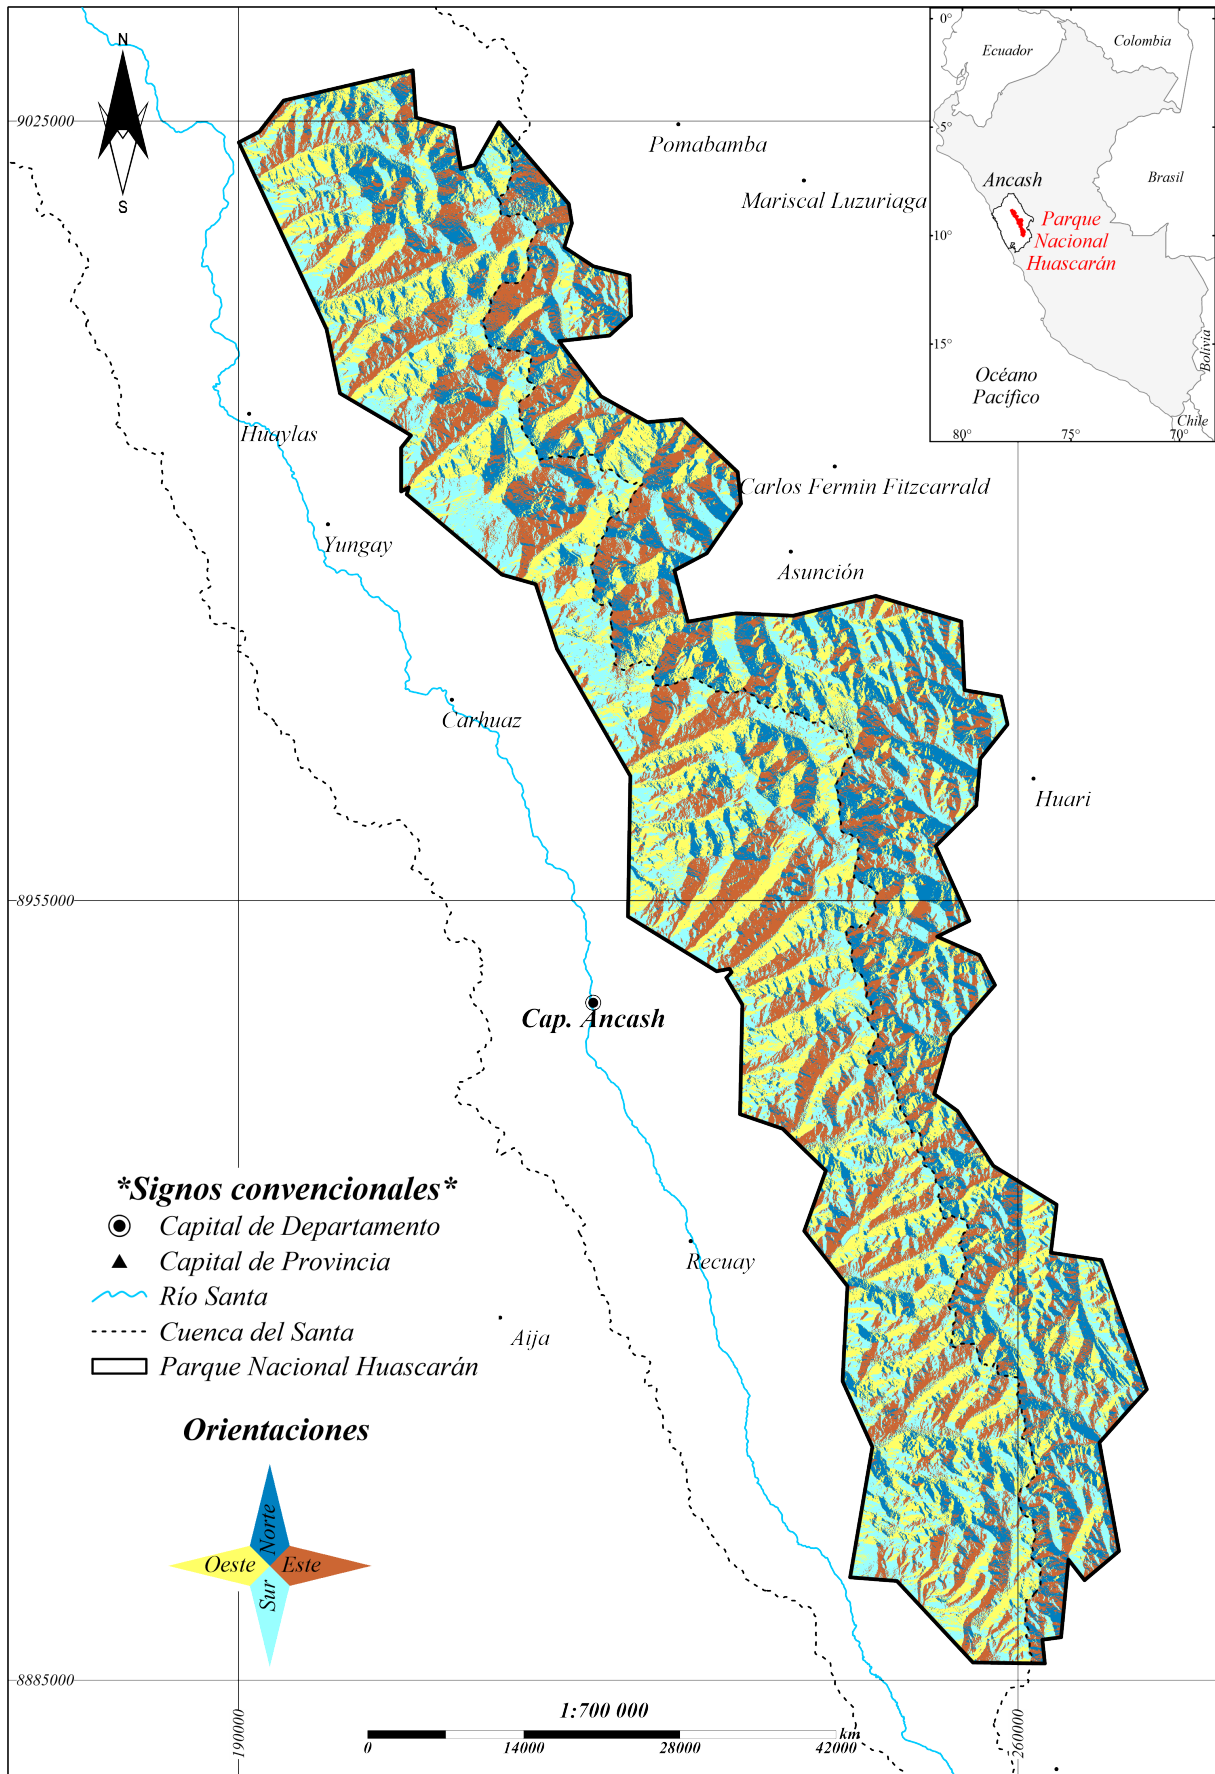 N
S
9025000
8955000
8885000
190000
260000
Pomabamba
Mariscal Luzuriaga
Huaylas
Carlos Fermin Fitzcarrald
Yungay
Asunción
Carhuaz
Huari
Cap. Ancash
Recuay
Aija
0°
5°
10°
15°
80°
75°
70°
Ecuador
Colombia
Brasil
Ancash
Parque
Nacional
Huascarán
Bolivia
Océano
Pacífico
Chile
*Signos convencionales*
Capital de Departamento
Capital de Provincia
Río Santa
Cuenca del Santa
Parque Nacional Huascarán
Orientaciones
Norte
Oeste
Este
Sur
1:700 000
km
0 14000 28000 42000